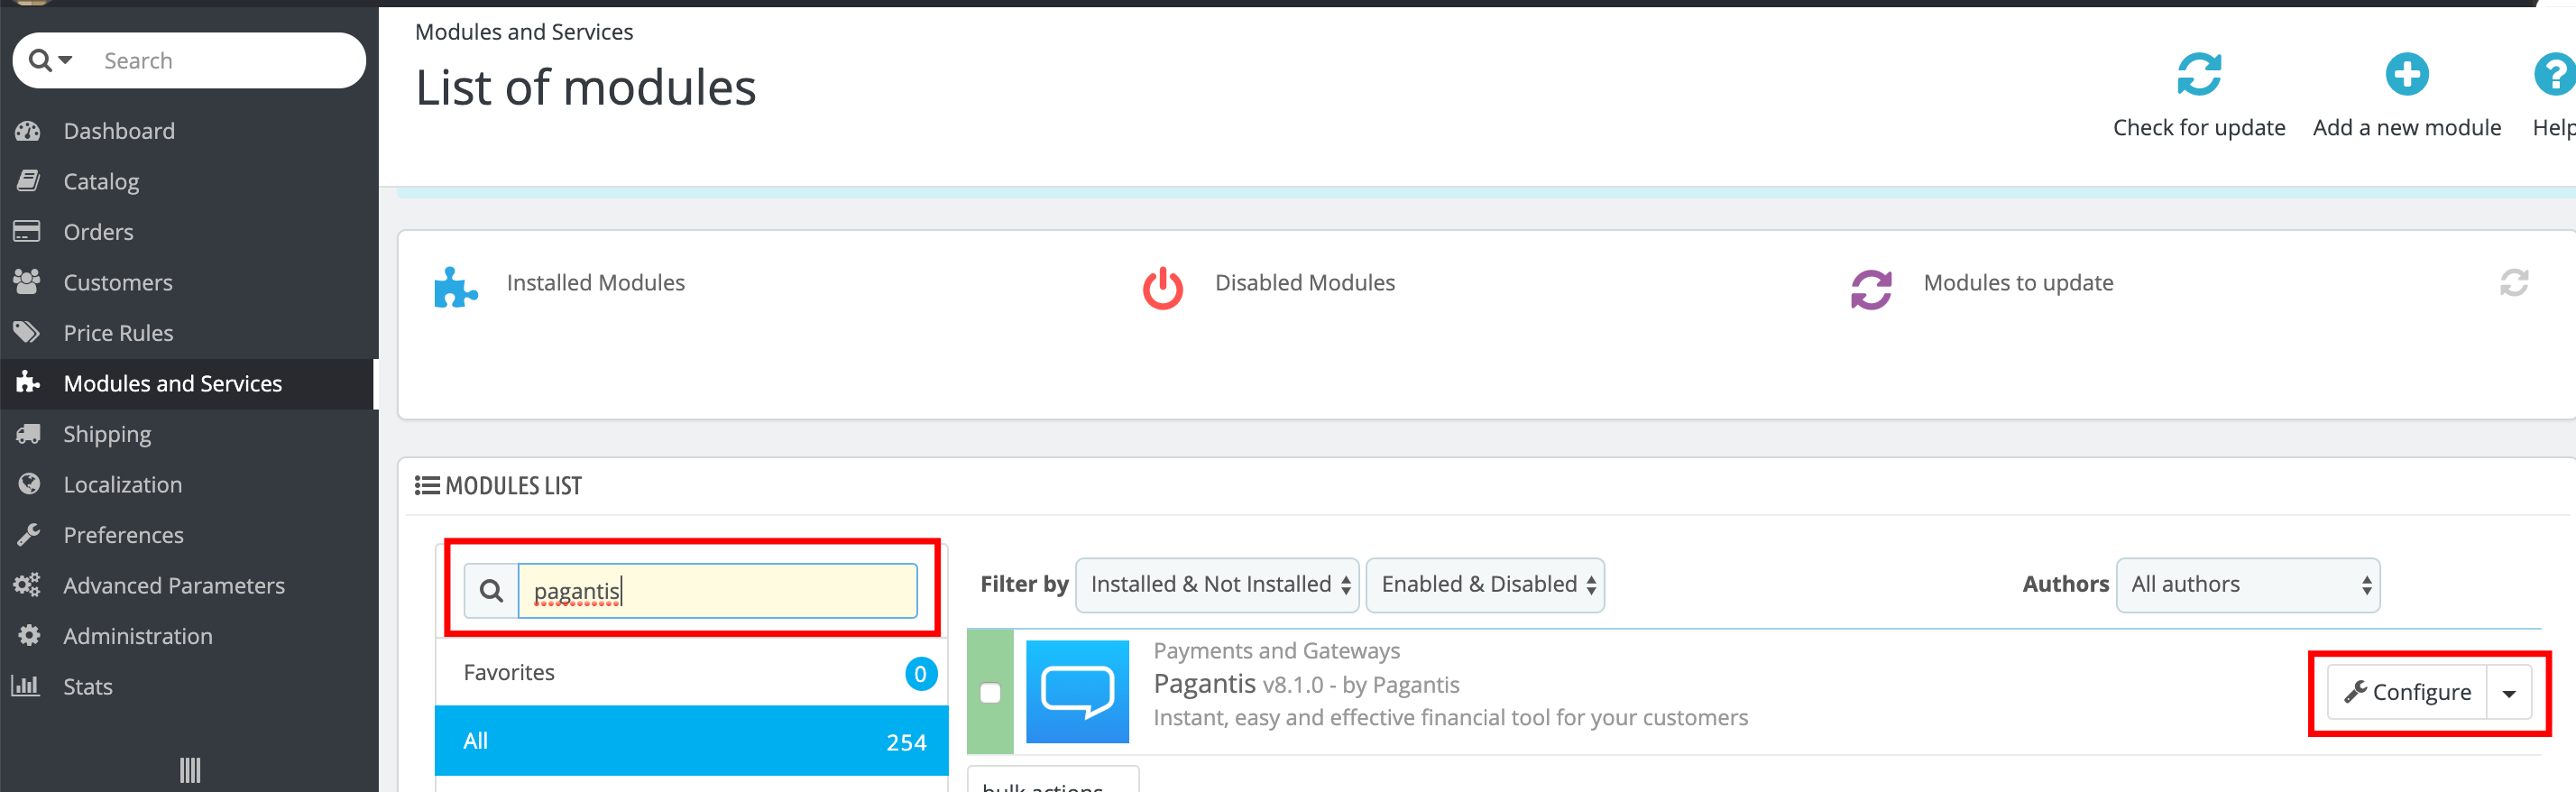 Search
Dashboard
Catalog
Orders
Customers
Price Rules
Modules and Services
Shipping
Localization
Preferences
Advanced Parameters
Administration
Stats
Modules and Services
List of modules
Check for update
Add a new module
Help
Installed Modules
Disabled Modules
Modules to update
MODULES LIST
pagantis
Favorites 0
All 254
Filter by Installed & Not Installed Enabled & Disabled
Authors All authors
Payments and Gateways
Pagantis v8.1.0 - by Pagantis
Instant, easy and effective financial tool for your customers
Configure
bulk actions